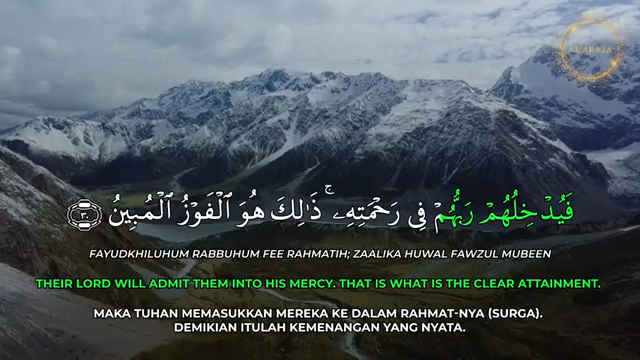 فَيُدْخِلُهُمْ رَبُّهُمْ فِى رَحْمَتِهِۦ ۚ ذَٰلِكَ هُوَ ٱلْفَوْزُ ٱلْمُبِينُ ٣٠
FAYUDKHILUHUM RABBUHUM FEE RAHMATIH; ZAALIKA HUWAL FAWZUL MUBEEN
THEIR LORD WILL ADMIT THEM INTO HIS MERCY. THAT IS WHAT IS THE CLEAR ATTAINMENT.
MAKA TUHAN MEMASUKKAN MEREKA KE DALAM RAHMAT-NYA (SURGA).
DEMIKIAN ITULAH KEMENANGAN YANG NYATA.